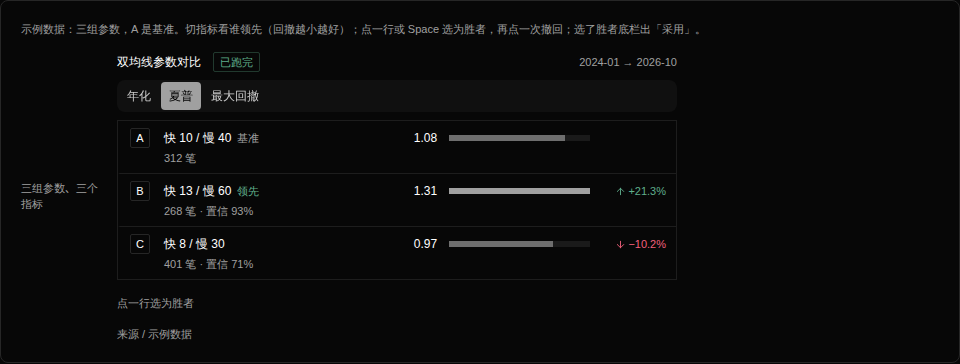 示例数据：三组参数，A 是基准。切指标看谁领先（回撤越小越好）；点一行或 Space 选为胜者，再点一次撤回；选了胜者底栏出「采用」。
双均线参数对比 已跑完 2024-01 → 2026-10
年化 夏普 最大回撤
A 快 10 / 慢 40 基准 1.08
312 笔
三组参数、三个
指标
B 快 13 / 慢 60 领先 1.31 ↑ +21.3%
268 笔 · 置信 93%
C 快 8 / 慢 30 0.97 ↓ −10.2%
401 笔 · 置信 71%
点一行选为胜者
来源 / 示例数据